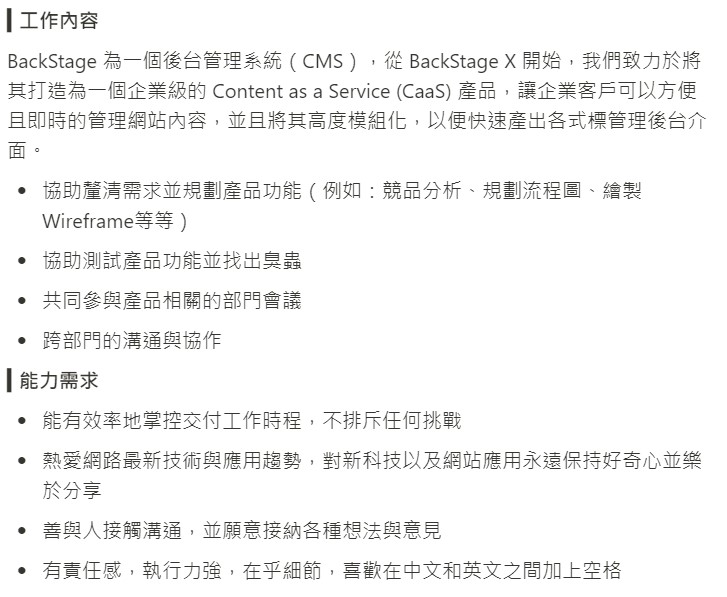 工作內容
BackStage 為一個後台管理系統（CMS），從 BackStage X 開始，我們致力於將
其打造為一個企業級的 Content as a Service (CaaS) 產品，讓企業客戶可以方便
且即時的管理網站內容，並且將其高度模組化，以便快速產出各式標管理後台介
面。
• 協助釐清需求並規劃產品功能（例如：競品分析、規劃流程圖、繪製
Wireframe等等）
• 協助測試產品功能並找出臭蟲
• 共同參與產品相關的部門會議
• 跨部門的溝通與協作
能力需求
• 能有效率地掌控交付工作時程，不排斥任何挑戰
• 熱愛網路最新技術與應用趨勢，對新科技以及網站應用永遠保持好奇心並樂
於分享
• 善與人接觸溝通，並願意接納各種想法與意見
• 有責任感，執行力強，在乎細節，喜歡在中文和英文之間加上空格